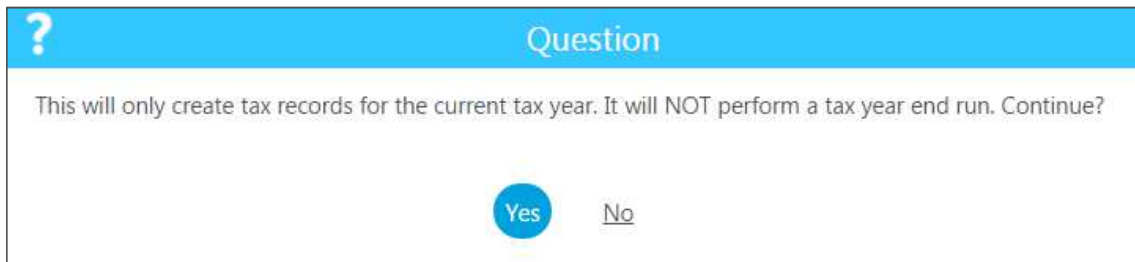 ?
Question
This will only create tax records for the current tax year. It will NOT perform a tax year end run. Continue?
Yes No